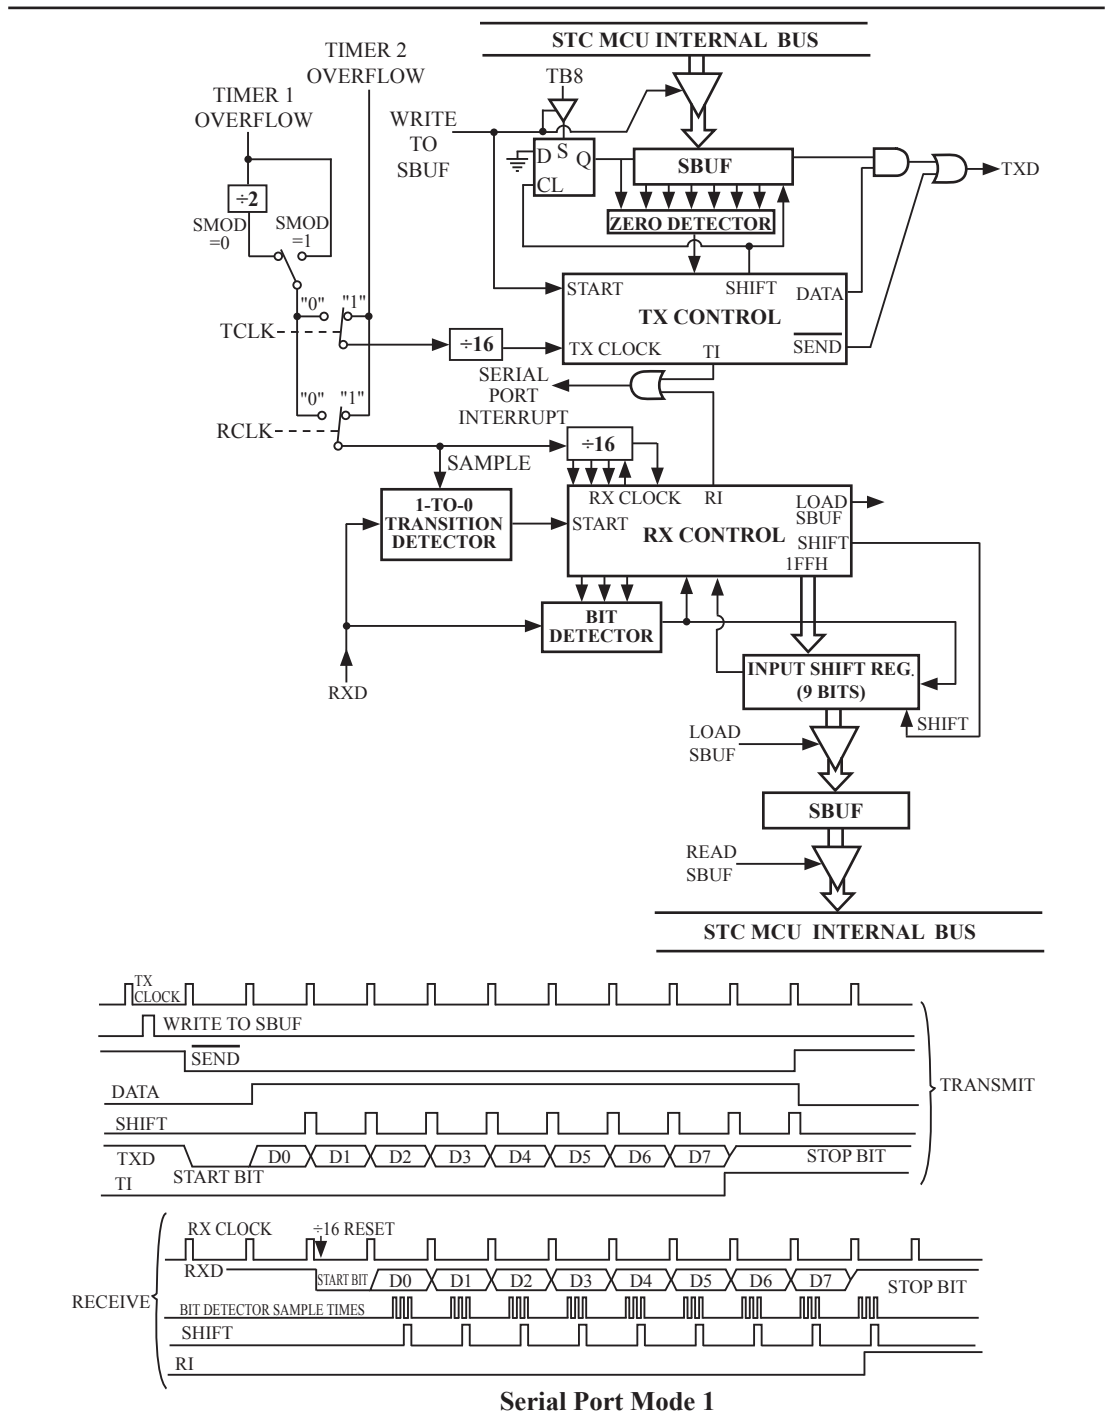 STC MCU INTERNAL BUS
TIMER 2
OVERFLOW
TB8
TIMER 1
OVERFLOW
WRITE
TO
SBUF
D S Q
CL
SBUF
TXD
÷2
ZERO DETECTOR
SMOD
=0
SMOD
=1
START
SHIFT
DATA
TX CONTROL
"0" "1"
TCLK
÷16
TX CLOCK
TI
SEND
SERIAL
PORT
INTERRUPT
"0" "1"
RCLK
÷16
SAMPLE
RX CLOCK
RI
LOAD
SBUF
1-TO-0
TRANSITION
DETECTOR
START
RX CONTROL
SHIFT
1FFH
BIT
DETECTOR
INPUT SHIFT REG.
(9 BITS)
RXD
SHIFT
LOAD
SBUF
SBUF
READ
SBUF
STC MCU INTERNAL BUS
TX
CLOCK
WRITE TO SBUF
SEND
DATA
TRANSMIT
SHIFT
TXD
D0 D1 D2 D3 D4 D5 D6 D7
STOP BIT
START BIT
TI
RX CLOCK
÷16 RESET
RXD
START BIT
D0 D1 D2 D3 D4 D5 D6 D7
STOP BIT
RECEIVE
BIT DETECTOR SAMPLE TIMES
SHIFT
RI
Serial Port Mode 1